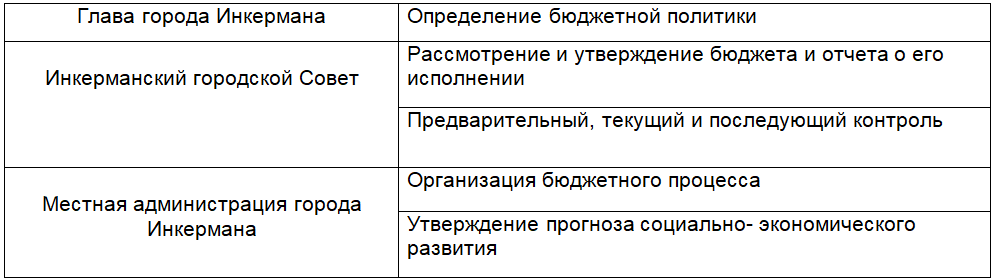 Глава города Инкермана
Определение бюджетной политики
Инкерманский городской Совет
Рассмотрение и утверждение бюджета и отчета о его
исполнении
Предварительный, текущий и последующий контроль
Местная администрация города
Инкермана
Организация бюджетного процесса
Утверждение прогноза социально- экономического
развития